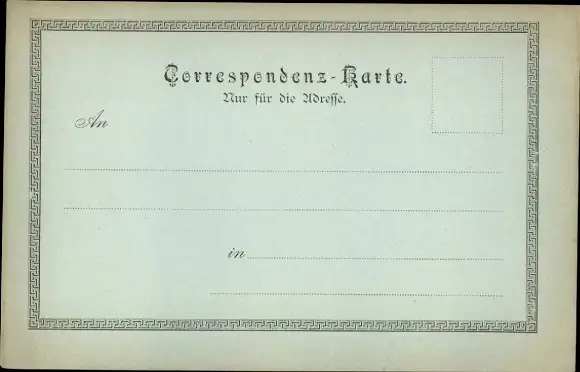 Correspondenz-Karte.
Nur für die Adresse.
An
in